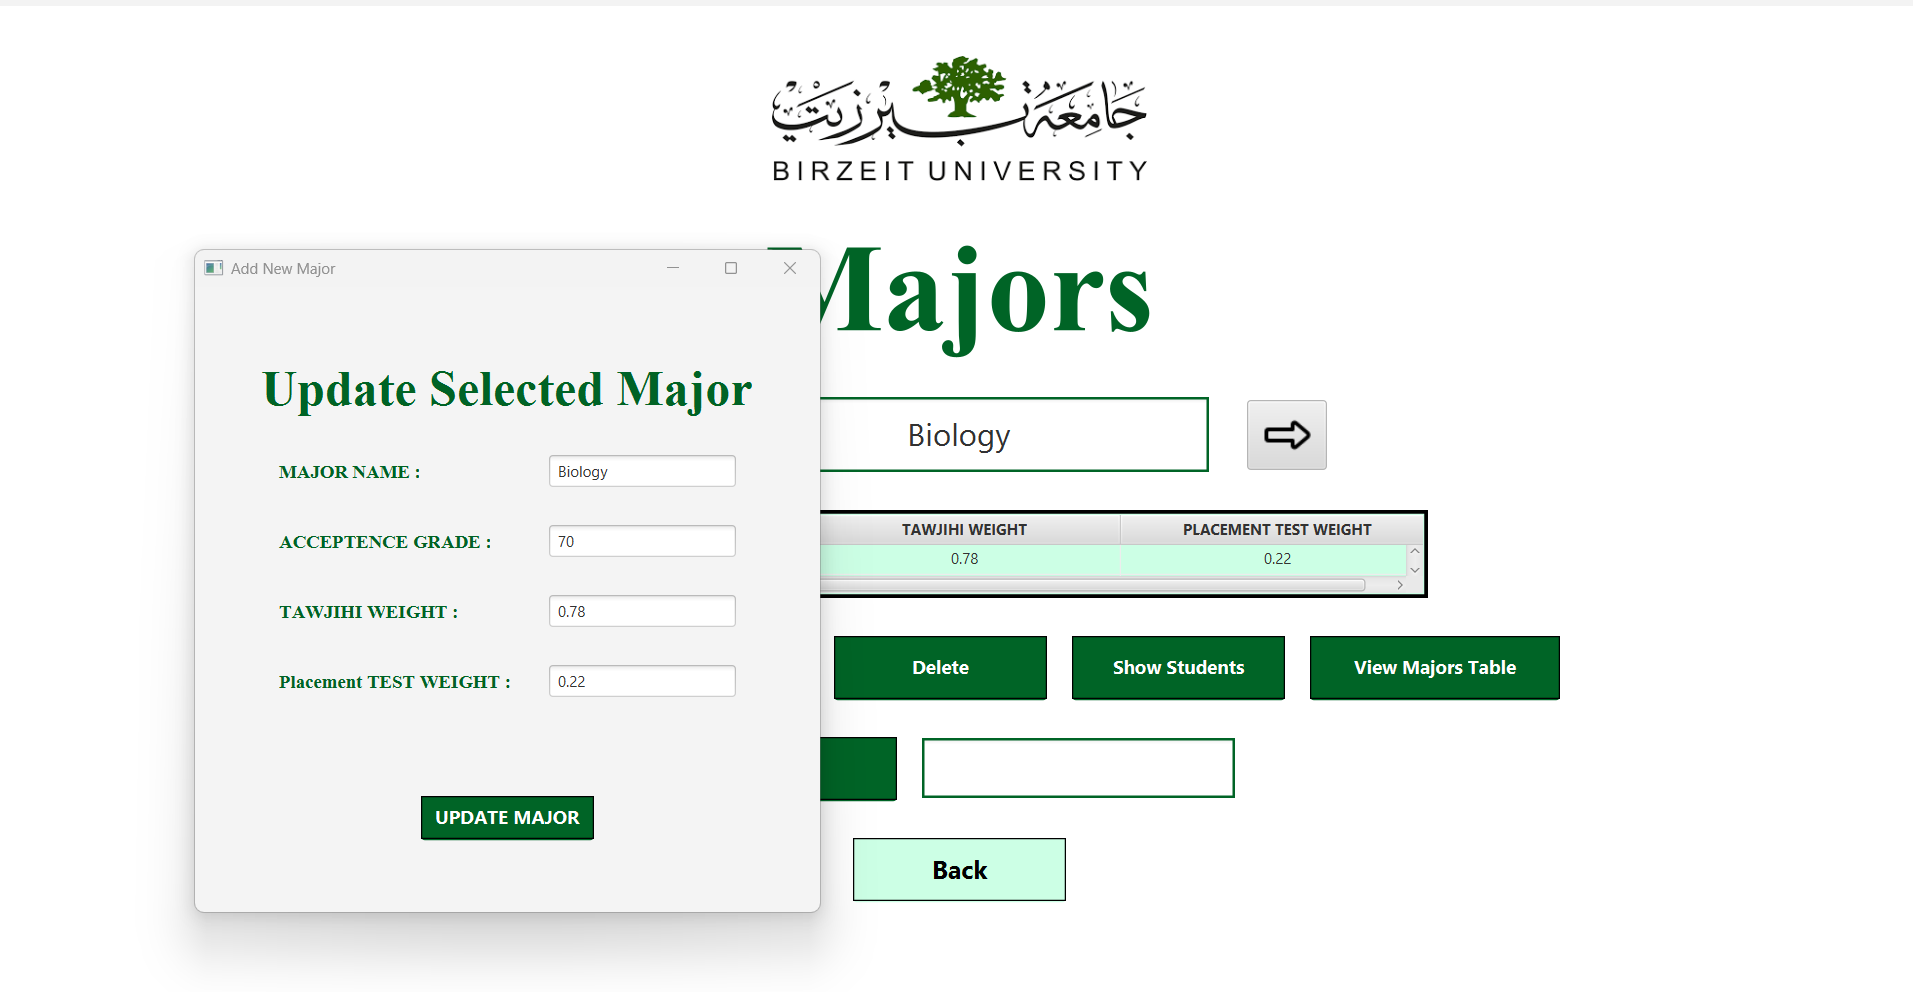 جامعة بيرزيت
BIRZEIT UNIVERSITY
Majors
Biology
TAWJIHI WEIGHT
PLACEMENT TEST WEIGHT
0.78
0.22
Delete
Show Students
View Majors Table
Back
Add New Major
Update Selected Major
MAJOR NAME :
Biology
ACCEPTENCE GRADE :
70
TAWJIHI WEIGHT :
0.78
Placement TEST WEIGHT :
0.22
UPDATE MAJOR